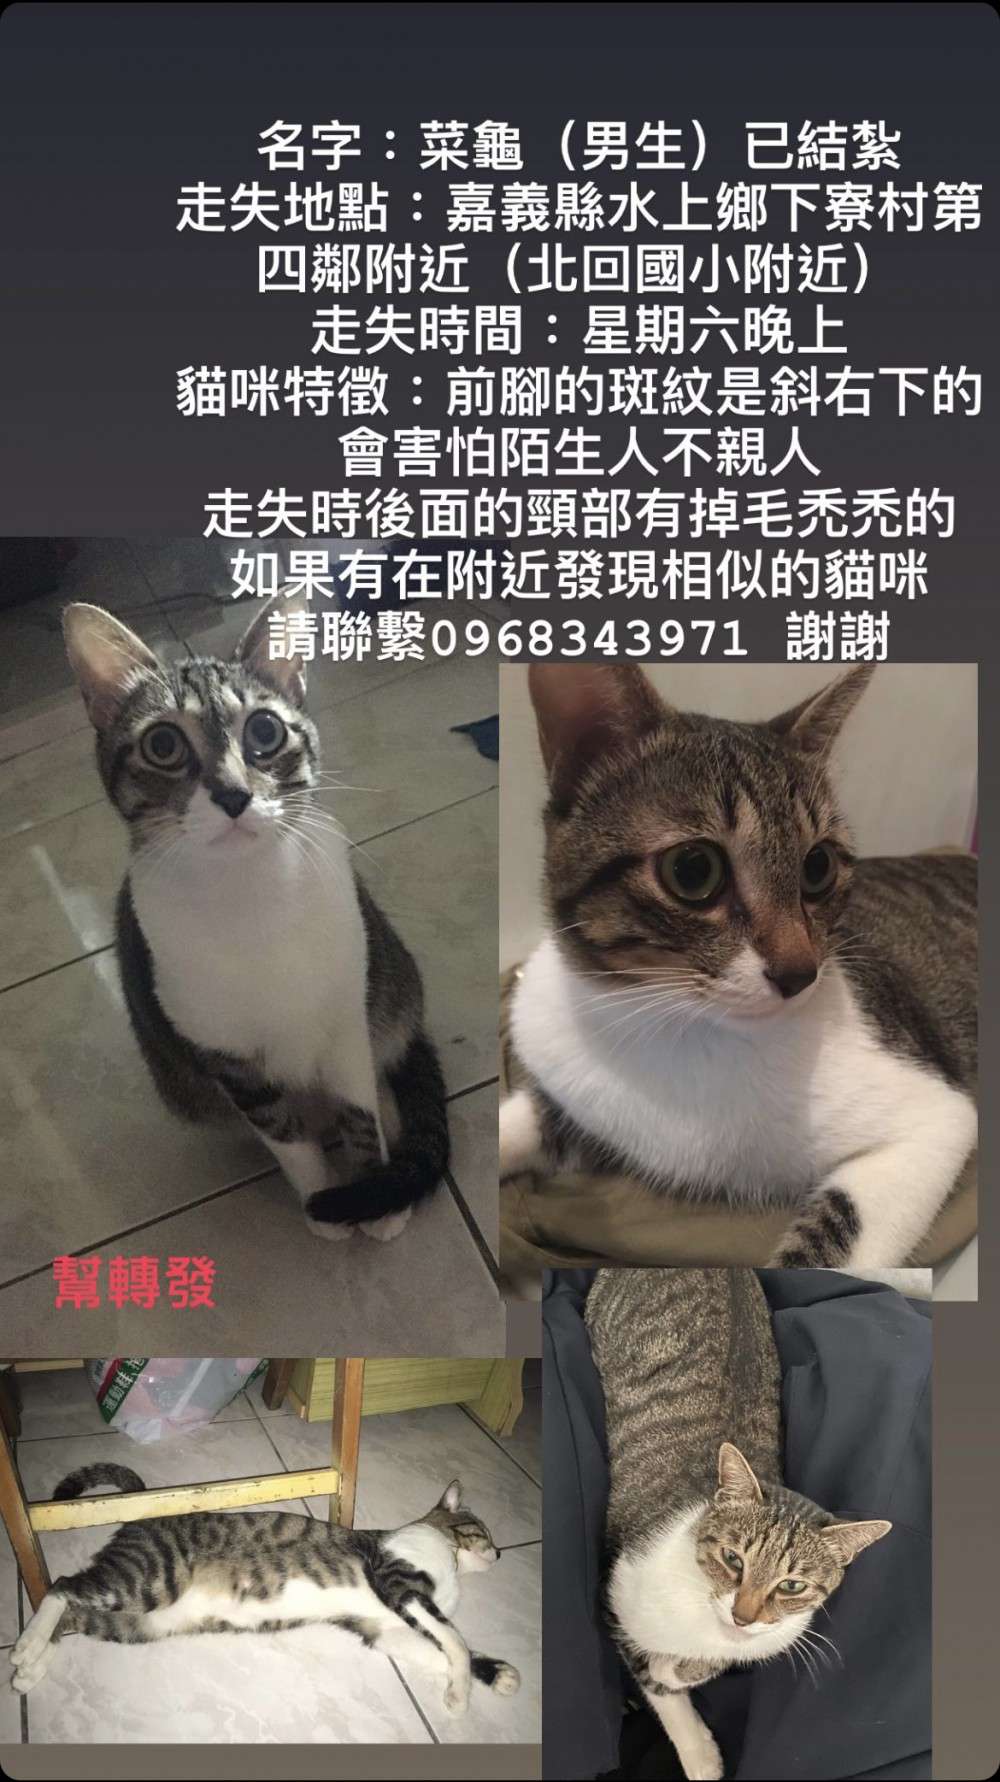 名字：菜龜（男生）已結紮
走失地點：嘉義縣水上鄉下寮村第
四鄰附近（北回國小附近）
走失時間：星期六晚上
貓咪特徵：前腳的斑紋是斜右下的
會害怕陌生人不親人
走失時後面的頸部有掉毛禿禿的
如果有在附近發現相似的貓咪
請聯繫0968343971 謝謝
幫轉發